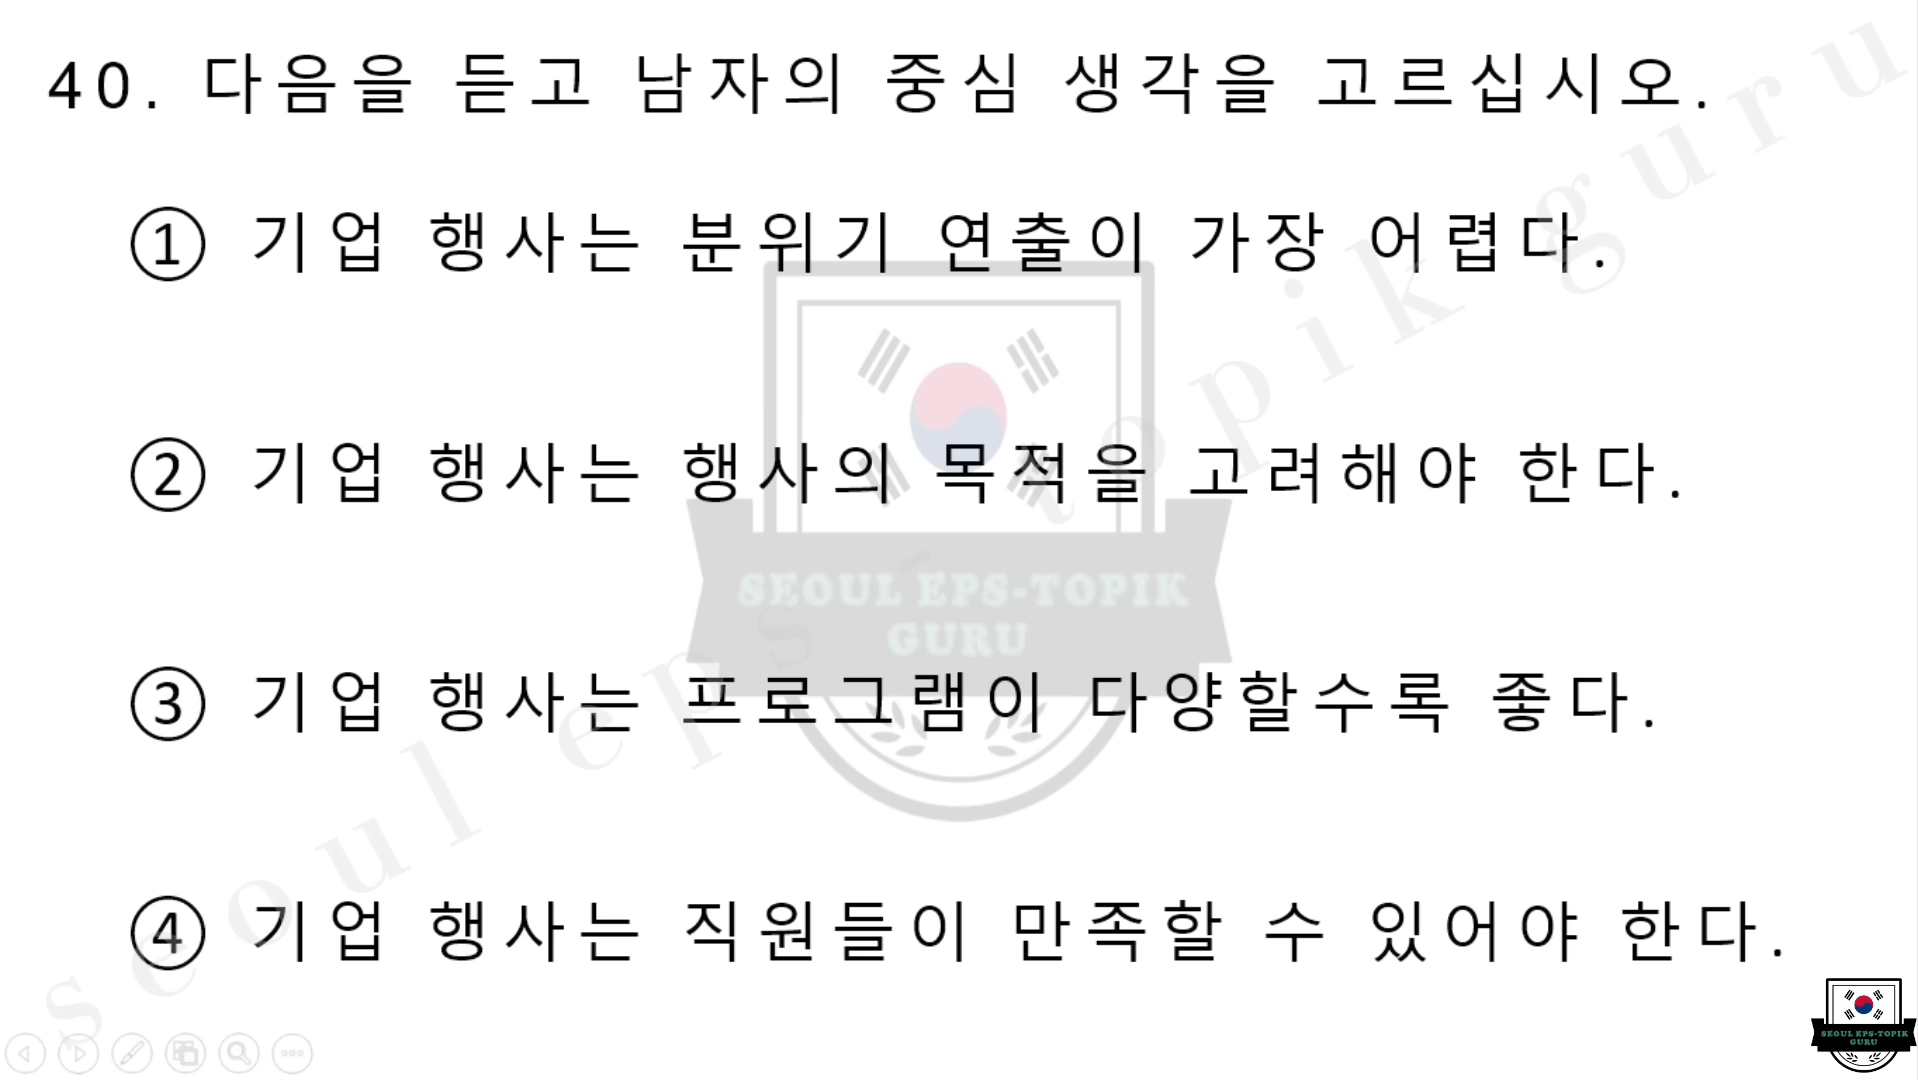 40. 다음을 듣고 남자의 중심 생각을 고르십시오.
① 기업 행사는 분위기 연출이 가장 어렵다.
② 기업 행사는 행사의 목적을 고려해야 한다.
③ 기업 행사는 프로그램이 다양할수록 좋다.
④ 기업 행사는 직원들이 만족할 수 있어야 한다.
SEOUL EPS-TOPIK
GURU
seoul eps-topik guru
SEOUL EPS-TOPIK
GURU